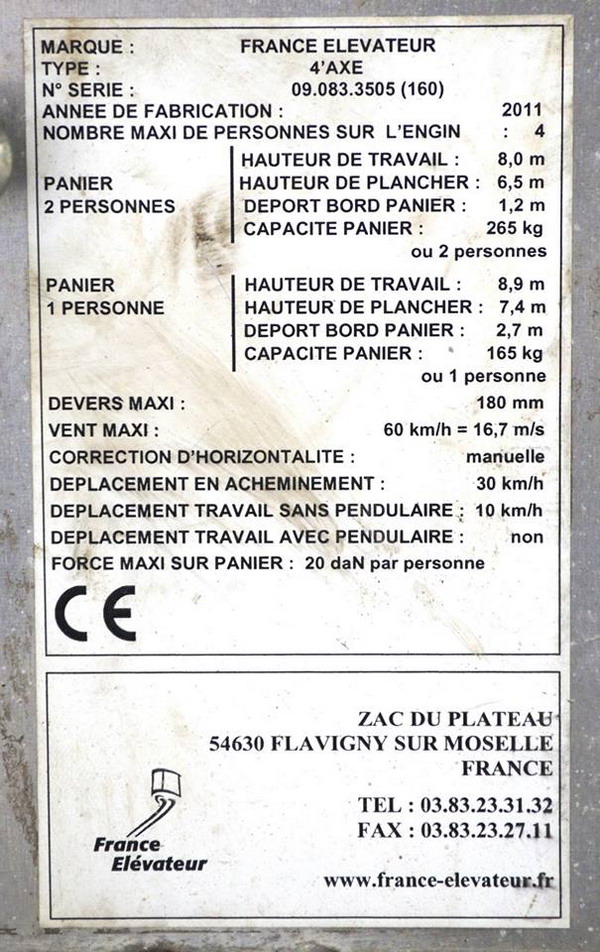 MARQUE : FRANCE ELEVATEUR
TYPE : 4'AXE
N° SERIE : 09.083.3505 (160)
ANNEE DE FABRICATION : 2011
NOMBRE MAXI DE PERSONNES SUR L'ENGIN : 4
HAUTEUR DE TRAVAIL : 8,0 m
PANIER HAUTEUR DE PLANCHER : 6,5 m
2 PERSONNES DEPORT BORD PANIER : 1,2 m
CAPACITE PANIER : 265 kg
ou 2 personnes
PANIER HAUTEUR DE TRAVAIL : 8,9 m
1 PERSONNE HAUTEUR DE PLANCHER : 7,4 m
DEPORT BORD PANIER : 2,7 m
CAPACITE PANIER : 165 kg
ou 1 personne
DEVERS MAXI : 180 mm
VENT MAXI : 60 km/h = 16,7 m/s
CORRECTION D'HORIZONTALITE : manuelle
DEPLACEMENT EN ACHEMINEMENT : 30 km/h
DEPLACEMENT TRAVAIL SANS PENDULAIRE : 10 km/h
DEPLACEMENT TRAVAIL AVEC PENDULAIRE : non
FORCE MAXI SUR PANIER : 20 daN par personne
CE
ZAC DU PLATEAU
54630 FLAVIGNY SUR MOSELLE
FRANCE
TEL : 03.83.23.31.32
FAX : 03.83.23.27.11
France
Elévateur
www.france-elevateur.fr